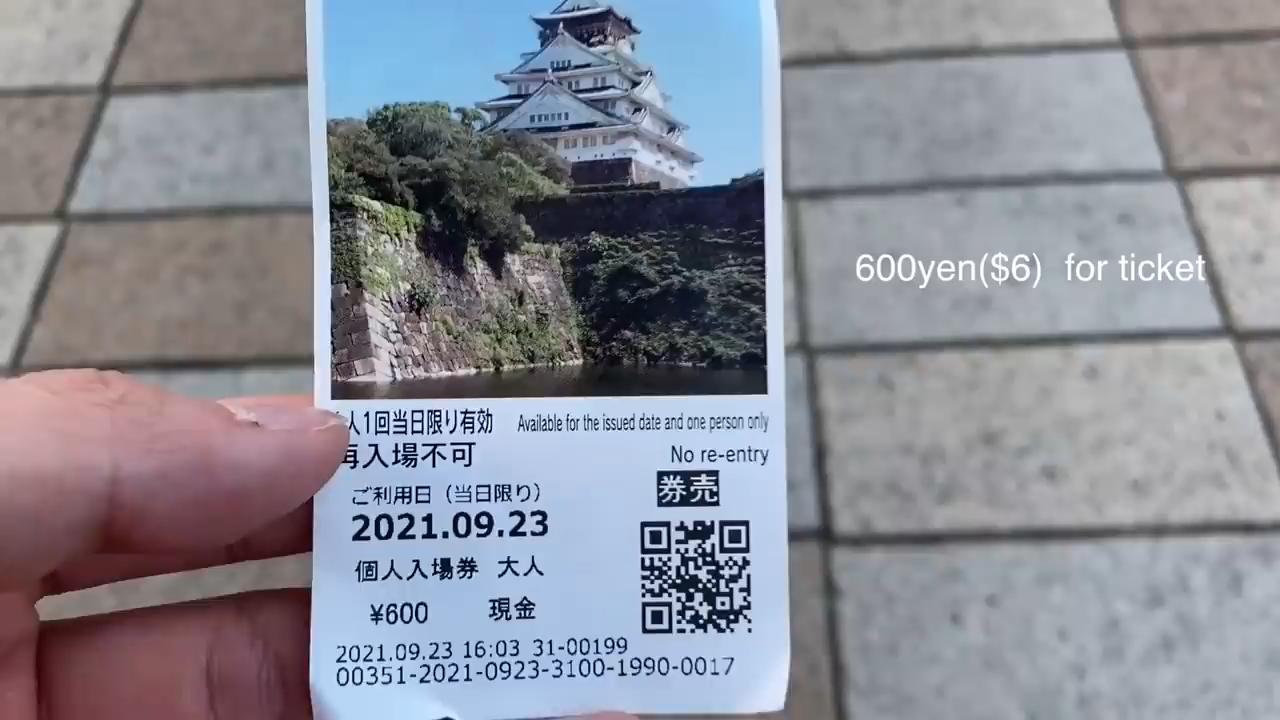 人1回当日限り有効 Available for the issued date and one person only
再入場不可 No re-entry
券売
ご利用日（当日限り）
2021.09.23
個人入場券 大人
¥600 現金
2021.09.23 16:03 31-00199
00351-2021-0923-3100-1990-0017
600yen($6) for ticket